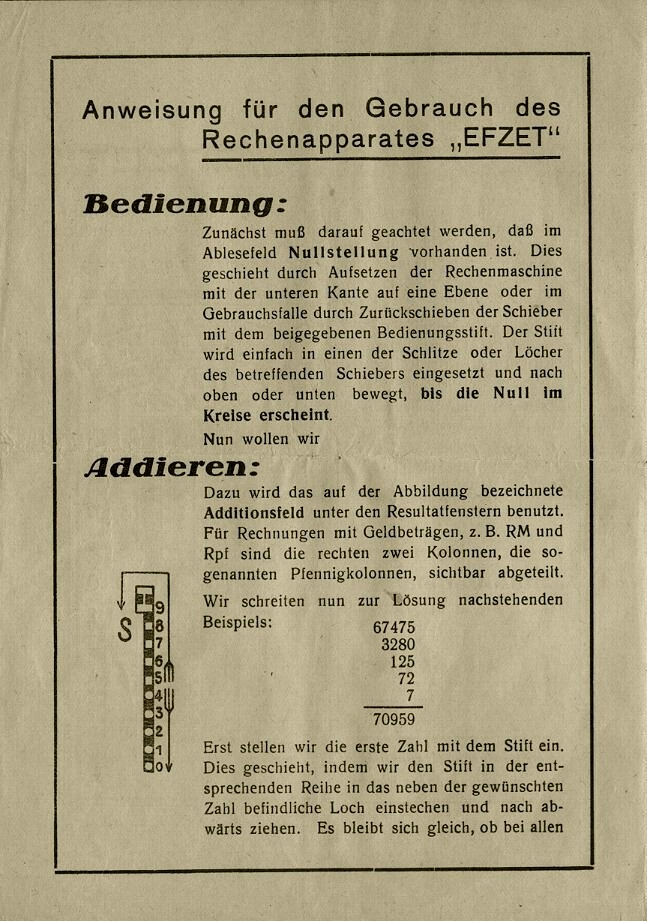 Anweisung für den Gebrauch des
Rechenapparates „EFZET“
Bedienung:
Zunächst muß darauf geachtet werden, daß im
Ablesefeld Nullstellung vorhanden ist. Dies
geschieht durch Aufsetzen der Rechenmaschine
mit der unteren Kante auf eine Ebene oder im
Gebrauchsfalle durch Zurückschieben der Schieber
mit dem beigegebenen Bedienungsstift. Der Stift
wird einfach in einen der Schlitze oder Löcher
des betreffenden Schiebers eingesetzt und nach
oben oder unten bewegt, bis die Null im
Kreise erscheint.
Nun wollen wir
Addieren:
Dazu wird das auf der Abbildung bezeichnete
Additionsfeld unter den Resultatfenstern benutzt.
Für Rechnungen mit Geldbeträgen, z. B. RM und
Rpf sind die rechten zwei Kolonnen, die so-
genannten Pfennigkolonnen, sichtbar abgeteilt.
Wir schreiten nun zur Lösung nachstehenden
Beispiels:
67475
3280
125
72
7
70959
S
9
8
7
6
5
4
3
2
1
0
Erst stellen wir die erste Zahl mit dem Stift ein.
Dies geschieht, indem wir den Stift in der ent-
sprechenden Reihe in das neben der gewünschten
Zahl befindliche Loch einstechen und nach ab-
wärts ziehen. Es bleibt sich gleich, ob bei allen